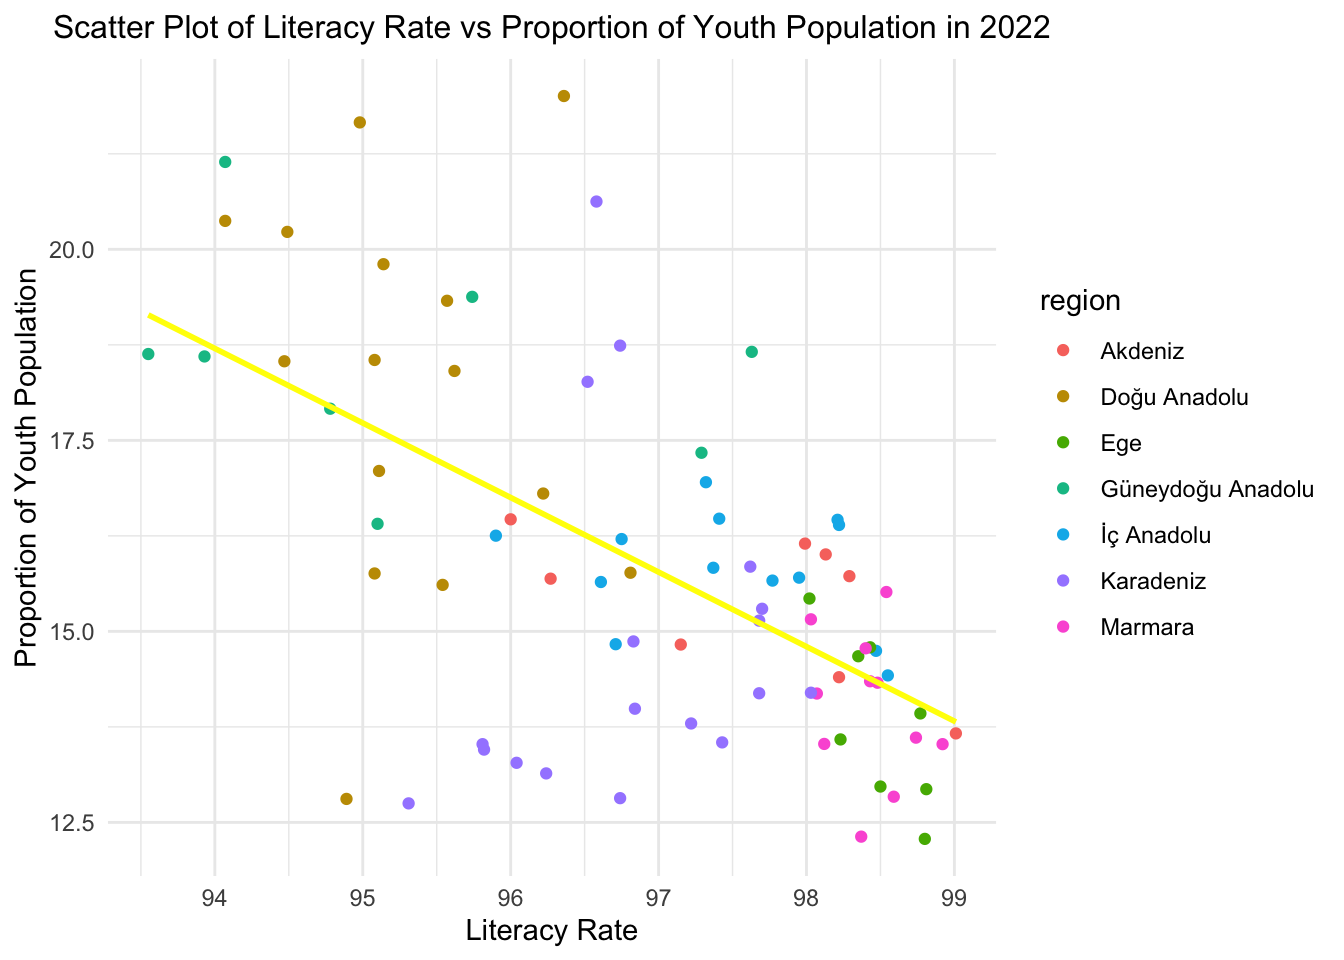 Scatter Plot of Literacy Rate vs Proportion of Youth Population in 2022
Proportion of Youth Population
20.0
17.5
15.0
12.5
94 95 96 97 98 99
Literacy Rate
region
Akdeniz
Doğu Anadolu
Ege
Güneydoğu Anadolu
İç Anadolu
Karadeniz
Marmara